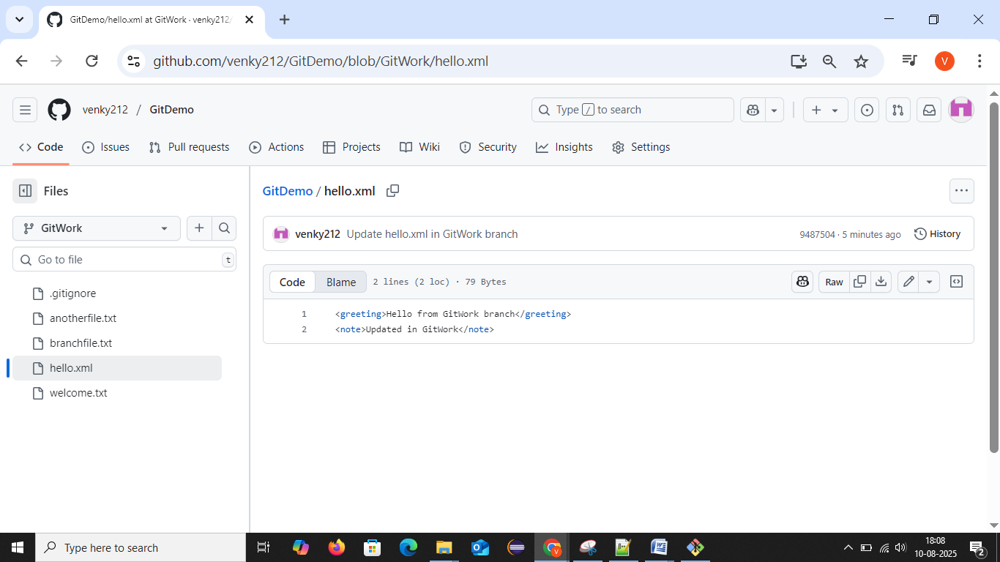 GitDemo/hello.xml at GitWork · venky212/
github.com/venky212/GitDemo/blob/GitWork/hello.xml
V
venky212 / GitDemo
Type / to search
Code
Issues
Pull requests
Actions
Projects
Wiki
Security
Insights
Settings
Files
GitWork
Go to file
t
.gitignore
anotherfile.txt
branchfile.txt
hello.xml
welcome.txt
GitDemo / hello.xml
venky212 Update hello.xml in GitWork branch
9487504 · 5 minutes ago
History
Code
Blame
2 lines (2 loc) · 79 Bytes
Raw
1 <greeting>Hello from GitWork branch</greeting>
2 <note>Updated in GitWork</note>
Type here to search
V
18:08
10-08-2025
2